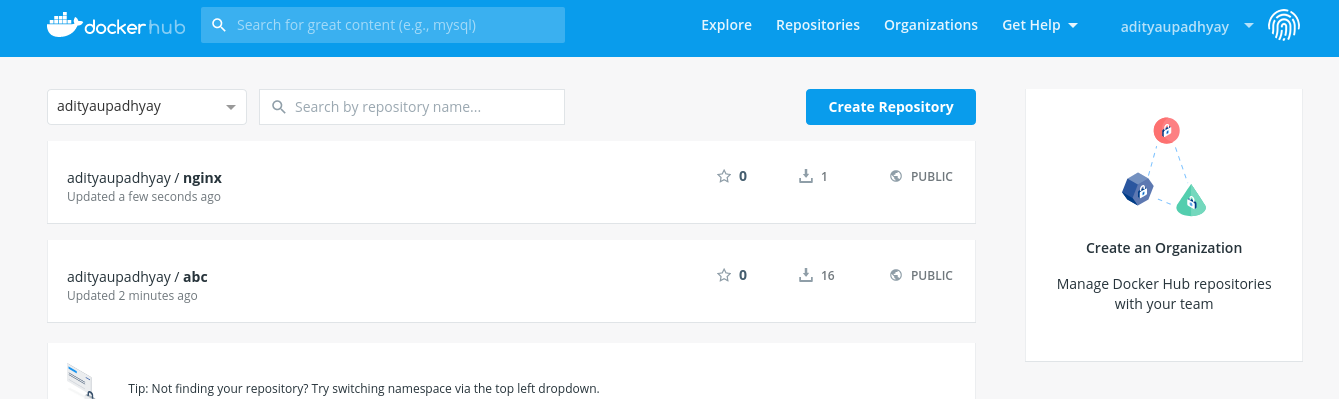 dockerhub Search for great content (e.g., mysql) Explore Repositories Organizations Get Help adityaupadhyay
adityaupadhyay Search by repository name... Create Repository
adityaupadhyay / nginx 0 1 PUBLIC
Updated a few seconds ago
Create an Organization
adityaupadhyay / abc 0 16 PUBLIC
Updated 2 minutes ago
Manage Docker Hub repositories
with your team
Tip: Not finding your repository? Try switching namespace via the top left dropdown.